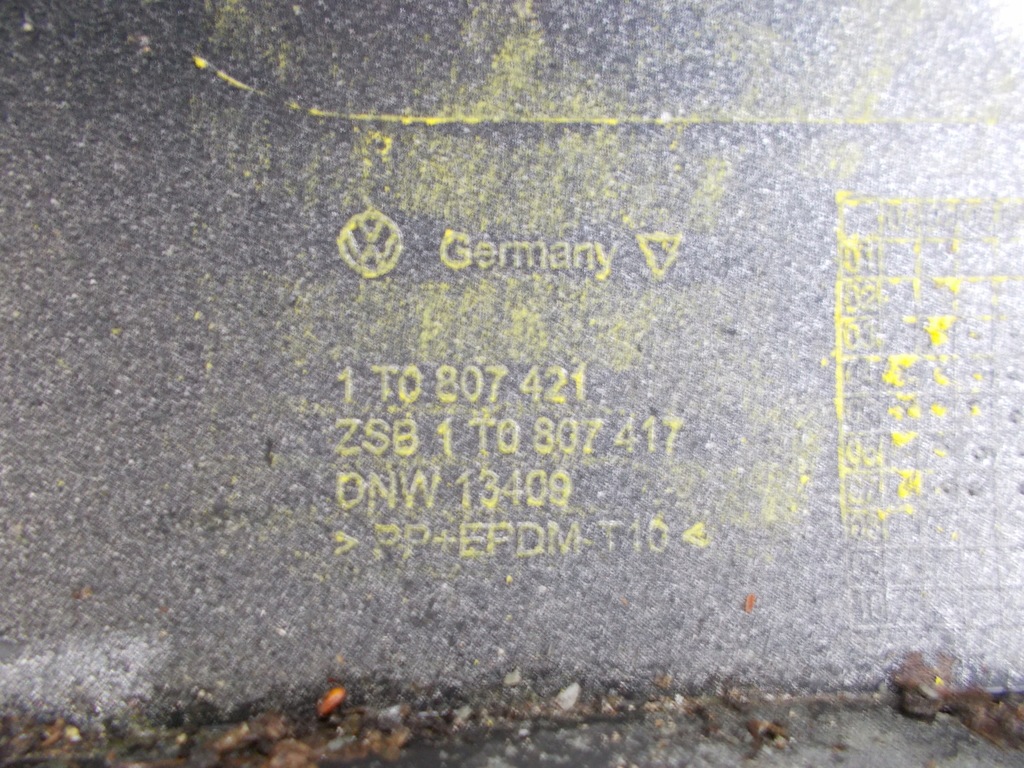 Germany
1 T0 807 421
ZSB 1 T0 807 417
DNW 13409
> PP+EPDM-T10 <